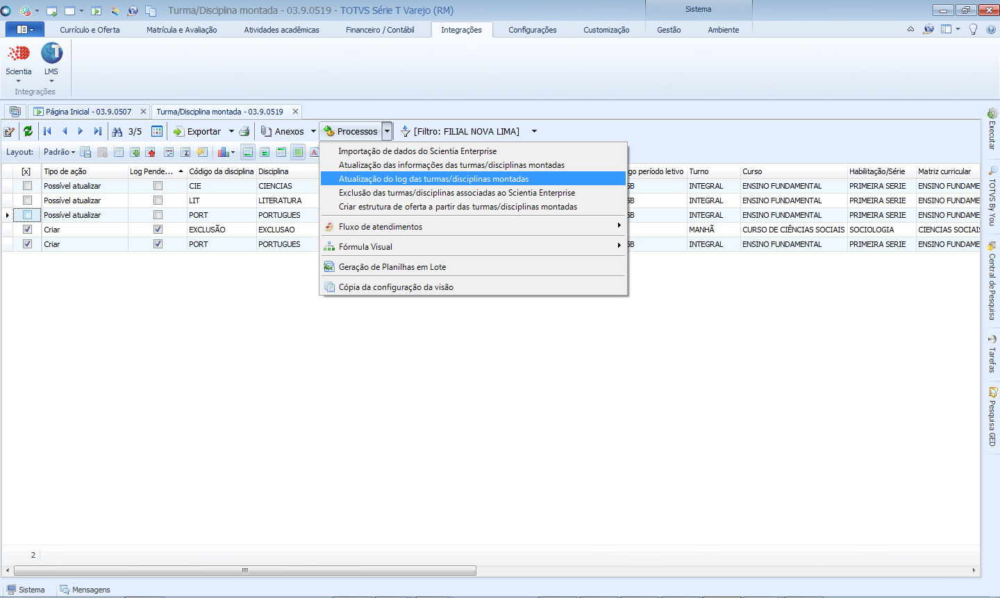 Turma/Disciplina montada - 03.9.0519 - TOTVS Série T Varejo (RM)
Sistema
Currículo e Oferta
Matrícula e Avaliação
Atividades acadêmicas
Financeiro / Contábil
Integrações
Configurações
Customização
Gestão
Ambiente
Scientia
LMS
Integrações
Página Inicial - 03.9.0507
Turma/Disciplina montada - 03.9.0519
3/5
Exportar
Anexos
Processos
[Filtro: FILIAL NOVA LIMA]
Layout: Padrão
Importação de dados do Scientia Enterprise
Atualização das informações das turmas/disciplinas montadas
Atualização do log das turmas/disciplinas montadas
Exclusão das turmas/disciplinas associadas ao Scientia Enterprise
Criar estrutura de oferta a partir das turmas/disciplinas montadas
Fluxo de atendimentos
Fórmula Visual
Geração de Planilhas em Lote
Cópia da configuração da visão
[x] Tipo de ação Log Pende... Código da disciplina Disciplina período letivo Turno Curso Habilitação/Série Matriz curricular
Possível atualizar CIE CIENCIAS INTEGRAL ENSINO FUNDAMENTAL PRIMEIRA SERIE ENSINO FUNDAME
Possível atualizar LIT LITERATURA INTEGRAL ENSINO FUNDAMENTAL PRIMEIRA SERIE ENSINO FUNDAME
Possível atualizar PORT PORTUGUES INTEGRAL ENSINO FUNDAMENTAL PRIMEIRA SERIE ENSINO FUNDAME
Criar EXCLUSÃO EXCLUSAO MANHÃ CURSO DE CIÊNCIAS SOCIAIS SOCIOLOGIA CIENCIAS SOCIAIS
Criar PORT PORTUGUES INTEGRAL ENSINO FUNDAMENTAL PRIMEIRA SERIE ENSINO FUNDAME
2
Sistema
Mensagens
Executar
TOTVS By You
Central de Pesquisa
Tarefas
Pesquisa GED